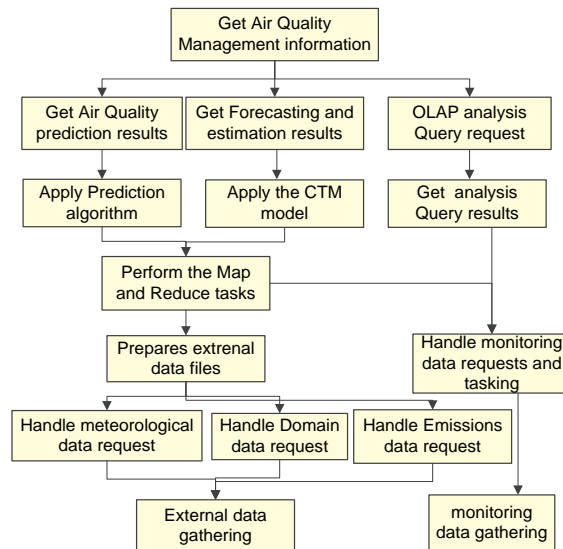 Get Air Quality
Management information
Get Air Quality
prediction results
Get Forecasting and
estimation results
OLAP analysis
Query request
Apply Prediction
algorithm
Apply the CTM
model
Get analysis
Query results
Perform the Map
and Reduce tasks
Prepares extrenal
data files
Handle monitoring
data requests and
tasking
Handle meteorological
data request
Handle Domain
data request
Handle Emissions
data request
External data
gathering
monitoring
data gathering